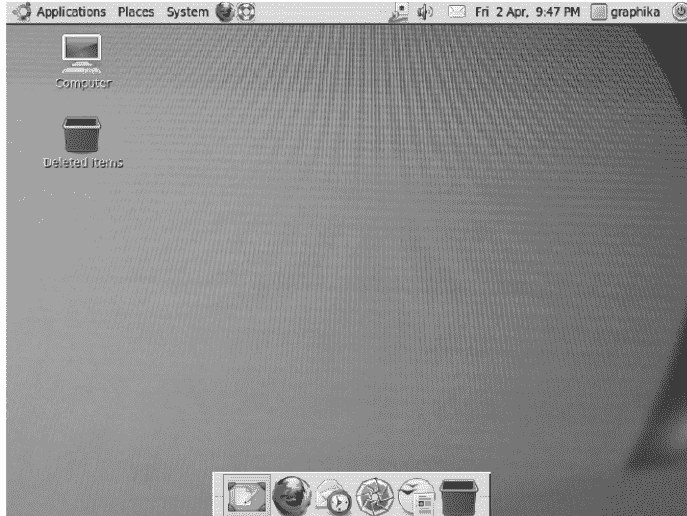 Applications Places System Fri 2 Apr, 9:47 PM graphika
Computer
Deleted Items